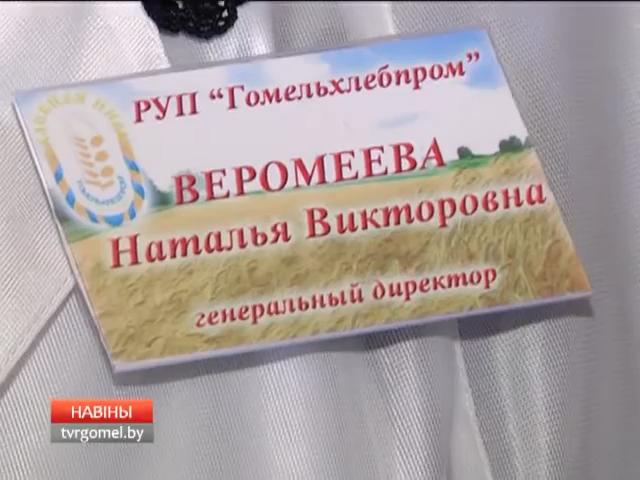 РУП “Гомельхлебпром”
ВЕРОМЕЕВА
Наталья Викторовна
генеральный директор
НАВІНЫ
tvrgomel.by